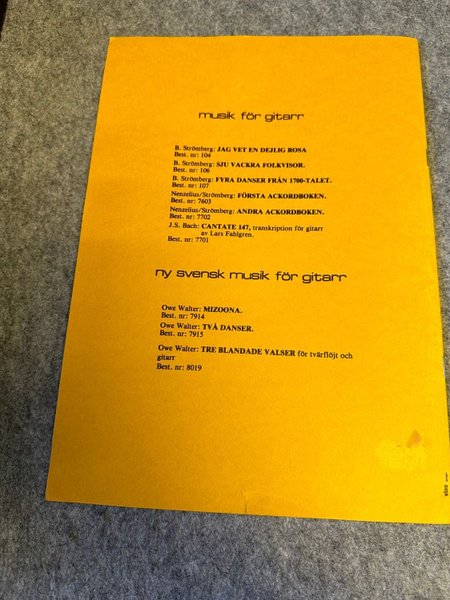 musik för gitarr
B. Strömberg: JAG VET EN DEJLIG ROSA
Best. nr: 104
B. Strömberg: SJU VACKRA FOLKVISOR.
Best. nr: 106
B. Strömberg: FYRA DANSER FRÅN 1700-TALET.
Best. nr: 107
Nenzelius/Strömberg: FÖRSTA ACKORDBOKEN.
Best. nr: 7603
Nenzelius/Strömberg: ANDRA ACKORDBOKEN.
Best. nr: 7702
J.S. Bach: CANTATE 147, transkription för gitarr
av Lars Fahlgren.
Best. nr: 7701
ny svensk musik för gitarr
Owe Walter: MIZOONA.
Best. nr: 7914
Owe Walter: TVÅ DANSER.
Best. nr: 7915
Owe Walter: TRE BLANDADE VALSER för tvärflöjt och
gitarr
Best. nr: 8019